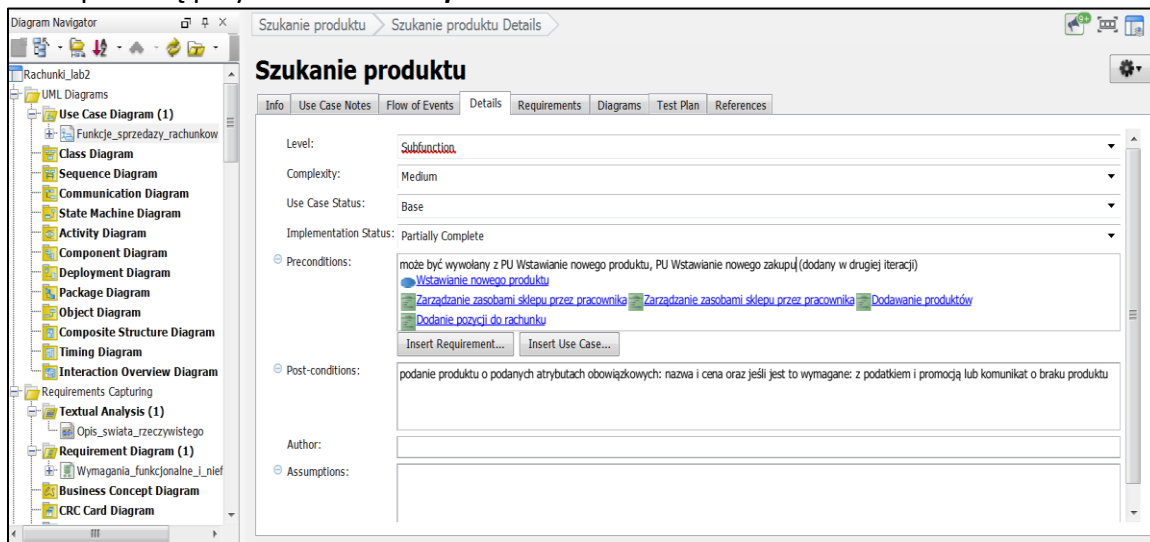 Diagram Navigator
Rachunki_lab2
UML Diagrams
Use Case Diagram (1)
Funkcje_sprzedazy_rachunkow
Class Diagram
Sequence Diagram
Communication Diagram
State Machine Diagram
Activity Diagram
Component Diagram
Deployment Diagram
Package Diagram
Object Diagram
Composite Structure Diagram
Timing Diagram
Interaction Overview Diagram
Requirements Capturing
Textual Analysis (1)
Opis_swiata_rzeczywistego
Requirement Diagram (1)
Wymagania_funkcjonalne_i_nief
Business Concept Diagram
CRC Card Diagram
Szukanie produktu Szukanie produktu Details
9+
Szukanie produktu
Info Use Case Notes Flow of Events Details Requirements Diagrams Test Plan References
Level: Subfunction
Complexity: Medium
Use Case Status: Base
Implementation Status: Partially Complete
Preconditions: może być wywołany z PU Wstawianie nowego produktu, PU Wstawianie nowego zakupu (dodany w drugiej iteracji)
Wstawianie nowego produktu
Zarządzanie zasobami sklepu przez pracownika Zarządzanie zasobami sklepu przez pracownika Dodawanie produktów
Dodanie pozycji do rachunku
Insert Requirement... Insert Use Case...
Post-conditions: podanie produktu o podanych atrybutach obowiązkowych: nazwa i cena oraz jeśli jest to wymagane: z podatkiem i promocją lub komunikat o braku produktu
Author:
Assumptions: